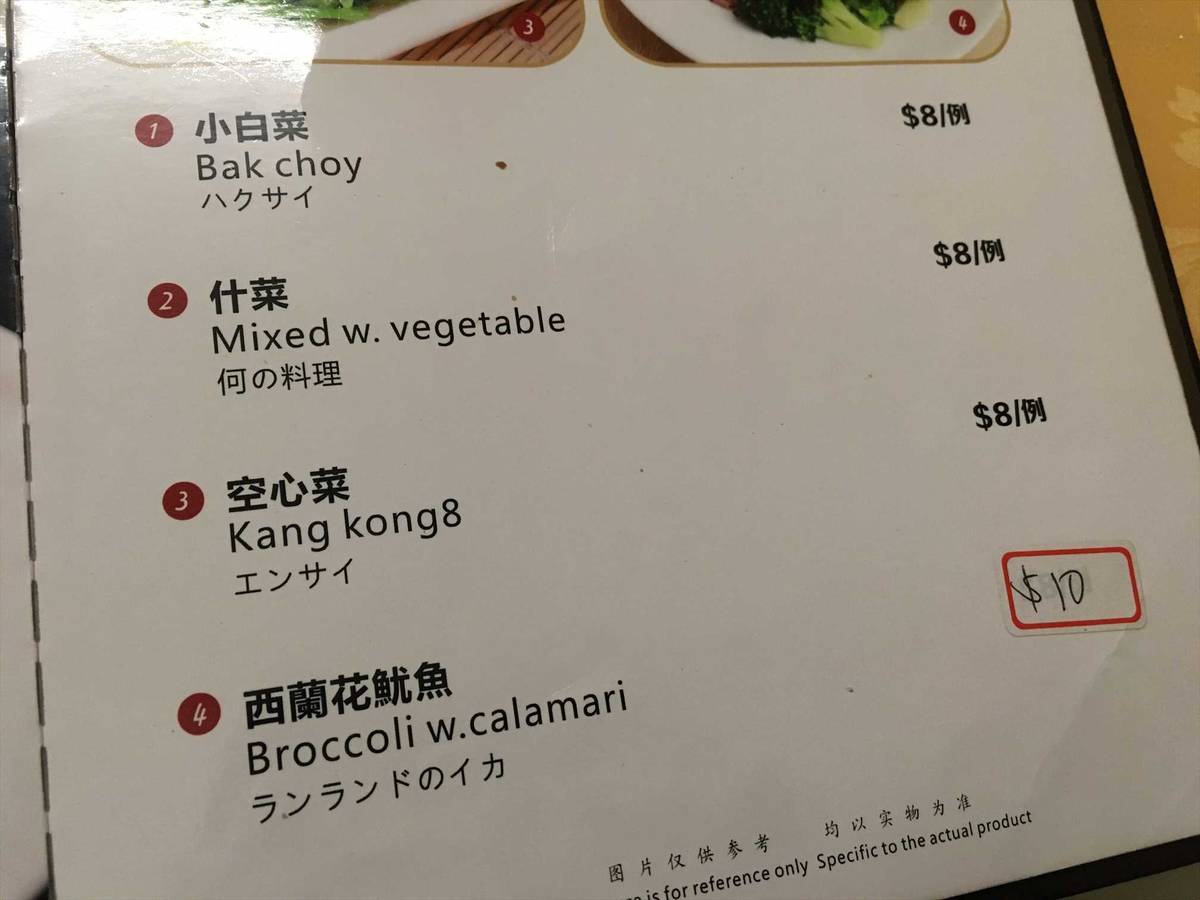 3
4
1 小白菜 $8/例
Bak choy
ハクサイ
2 什菜 $8/例
Mixed w. vegetable
何の料理
3 空心菜 $8/例
Kang kong8
エンサイ
$10
4 西蘭花魷魚
Broccoli w.calamari
ランランドのイカ
图片仅供参考 均以实物为准
is for reference only Specific to the actual product